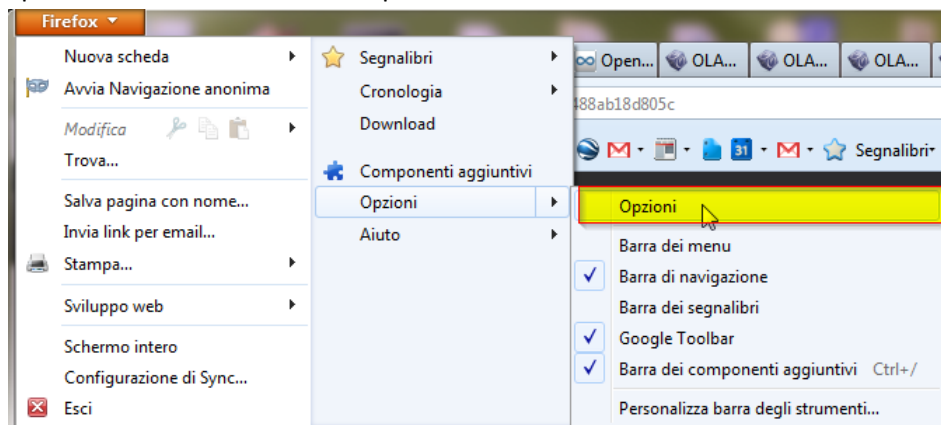 Firefox
Nuova scheda
Avvia Navigazione anonima
Modifica
Trova...
Salva pagina con nome...
Invia link per email...
Stampa...
Sviluppo web
Schermo intero
Configurazione di Sync...
Esci
Segnalibri
Cronologia
Download
Componenti aggiuntivi
Opzioni
Aiuto
Open... OLA... OLA... OLA...
488ab18d805c
31 Segnalibri
Opzioni
Barra dei menu
Barra di navigazione
Barra dei segnalibri
Google Toolbar
Barra dei componenti aggiuntivi Ctrl+/
Personalizza barra degli strumenti...